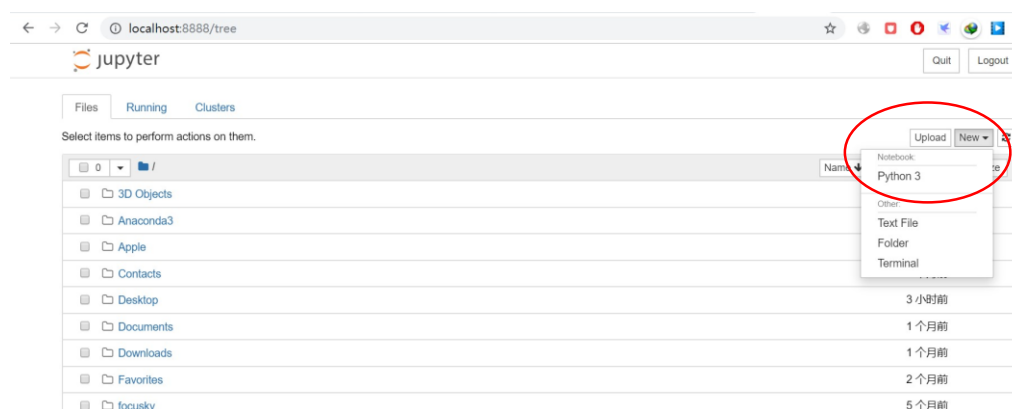 localhost:8888/tree
jupyter
Quit
Logout
Files
Running
Clusters
Select items to perform actions on them.
Upload
New
0
/
Name
Notebook:
Python 3
Other:
Text File
Folder
Terminal
3D Objects
Anaconda3
Apple
Contacts
Desktop
3 小时前
Documents
1 个月前
Downloads
1 个月前
Favorites
2 个月前
focusky
5 个月前